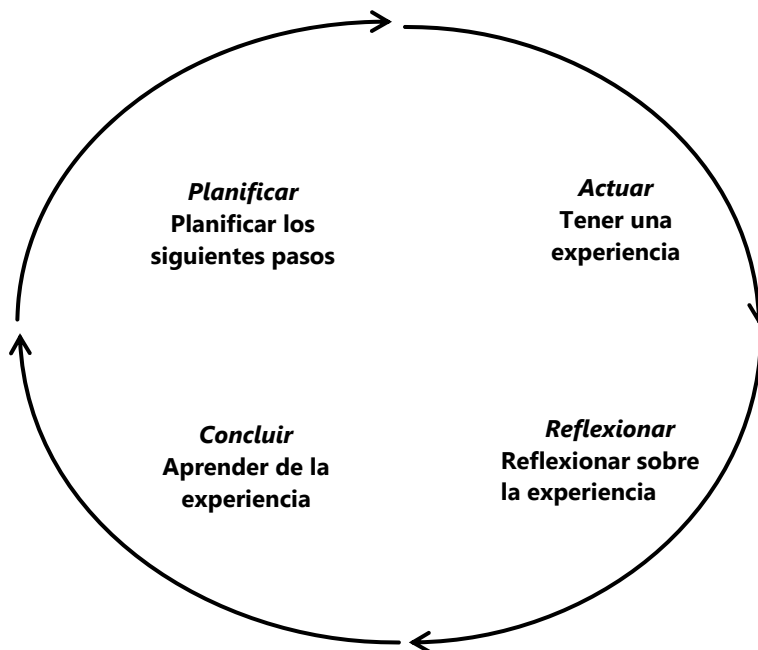 Planificar
Planificar los
siguientes pasos
Actuar
Tener una
experiencia
Concluir
Aprender de la
experiencia
Reflexionar
Reflexionar sobre
la experiencia